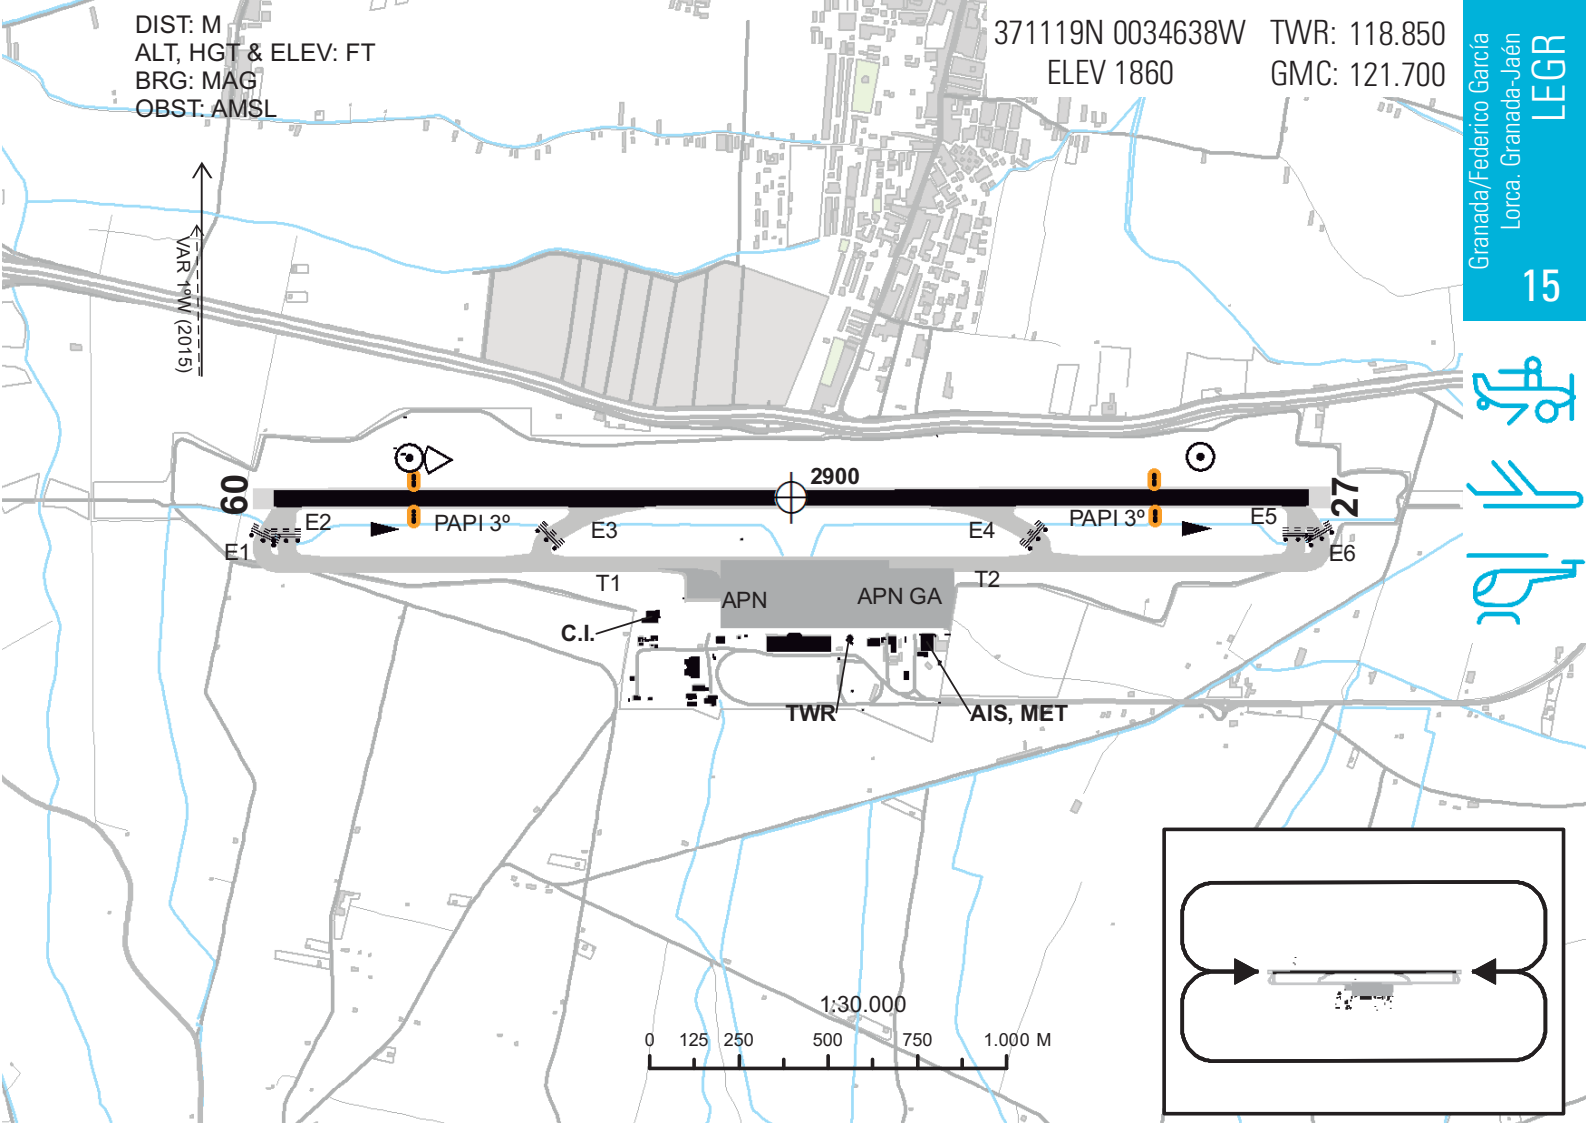 DIST: M
ALT, HGT & ELEV: FT
BRG: MAG
OBST: AMSL
371119N 0034638W
ELEV 1860
TWR: 118.850
GMC: 121.700
Granada/Federico García
Lorca. Granada-Jaén
LEGR
15
VAR 1ºW (2015)
09
27
2900
PAPI 3º
PAPI 3º
E1
E2
E3
E4
E5
E6
T1
T2
APN
APN GA
C.I.
TWR
AIS, MET
1:30.000
0 125 250 500 750 1.000 M